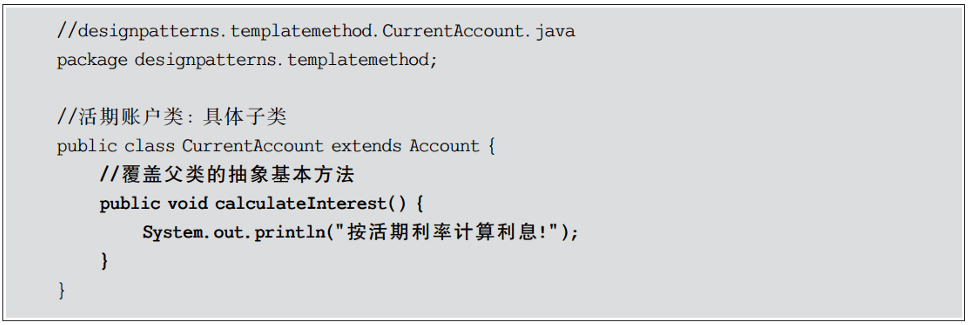 //designpatterns.templatemethod.CurrentAccount.java
package designpatterns.templatemethod;
//活期账户类：具体子类
public class CurrentAccount extends Account {
//覆盖父类的抽象基本方法
public void calculateInterest() {
System.out.println("按活期利率计算利息!");
}
}